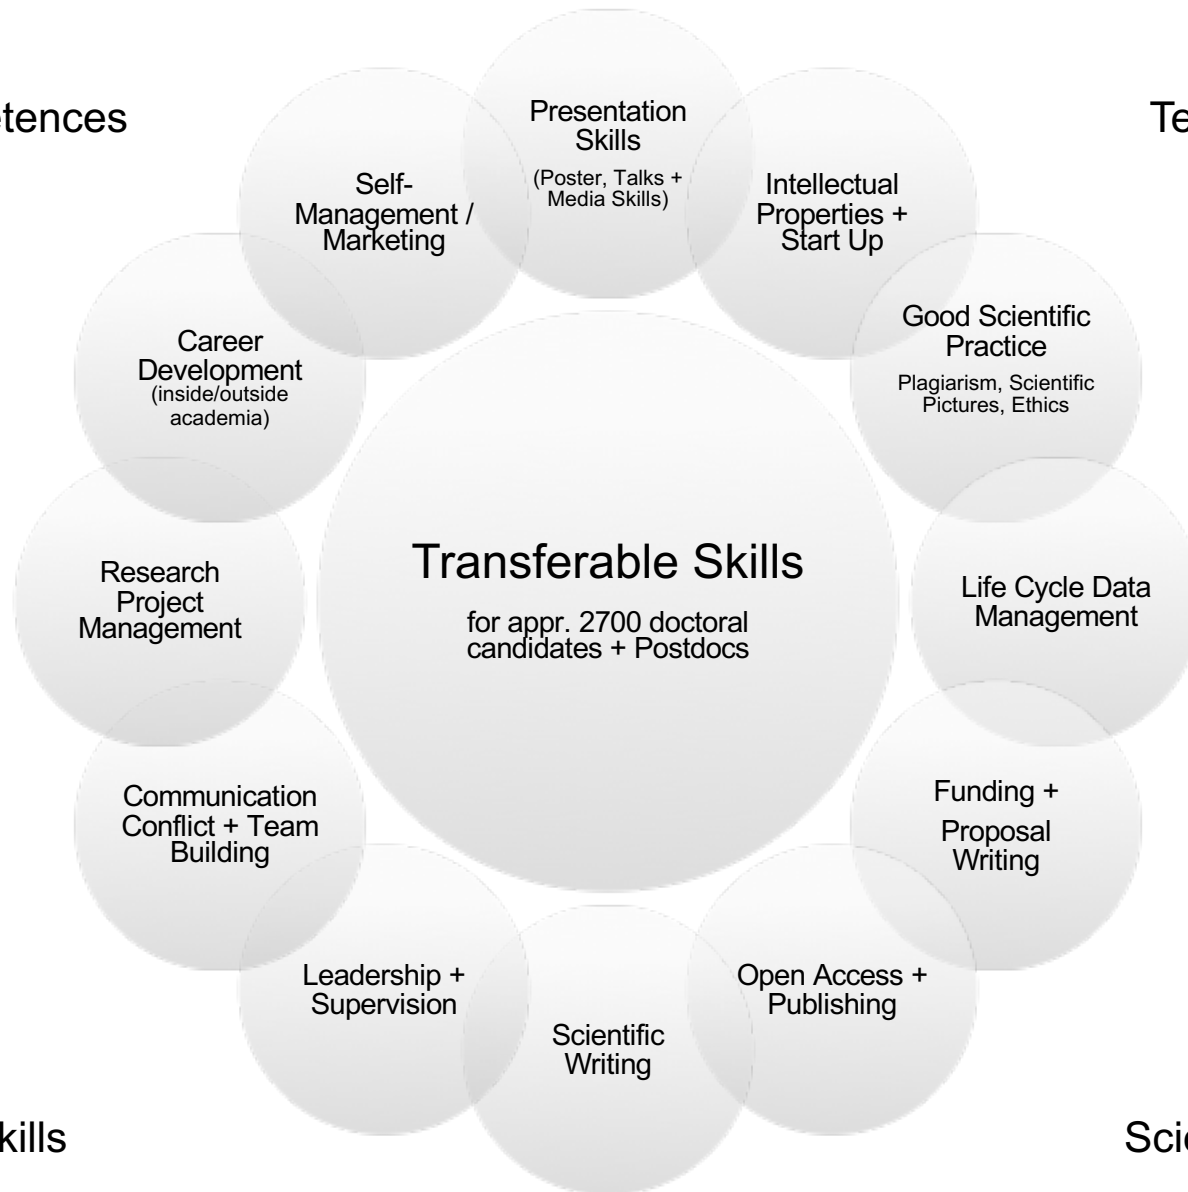 etences
Te
Presentation
Skills
(Poster, Talks +
Media Skills)
Self-
Management /
Marketing
Intellectual
Properties +
Start Up
Career
Development
(inside/outside
academia)
Good Scientific
Practice
Plagiarism, Scientific
Pictures, Ethics
Research
Project
Management
Transferable Skills
for appr. 2700 doctoral
candidates + Postdocs
Life Cycle Data
Management
Communication
Conflict + Team
Building
Funding +
Proposal
Writing
Leadership +
Supervision
Scientific
Writing
Open Access +
Publishing
kills
Scie